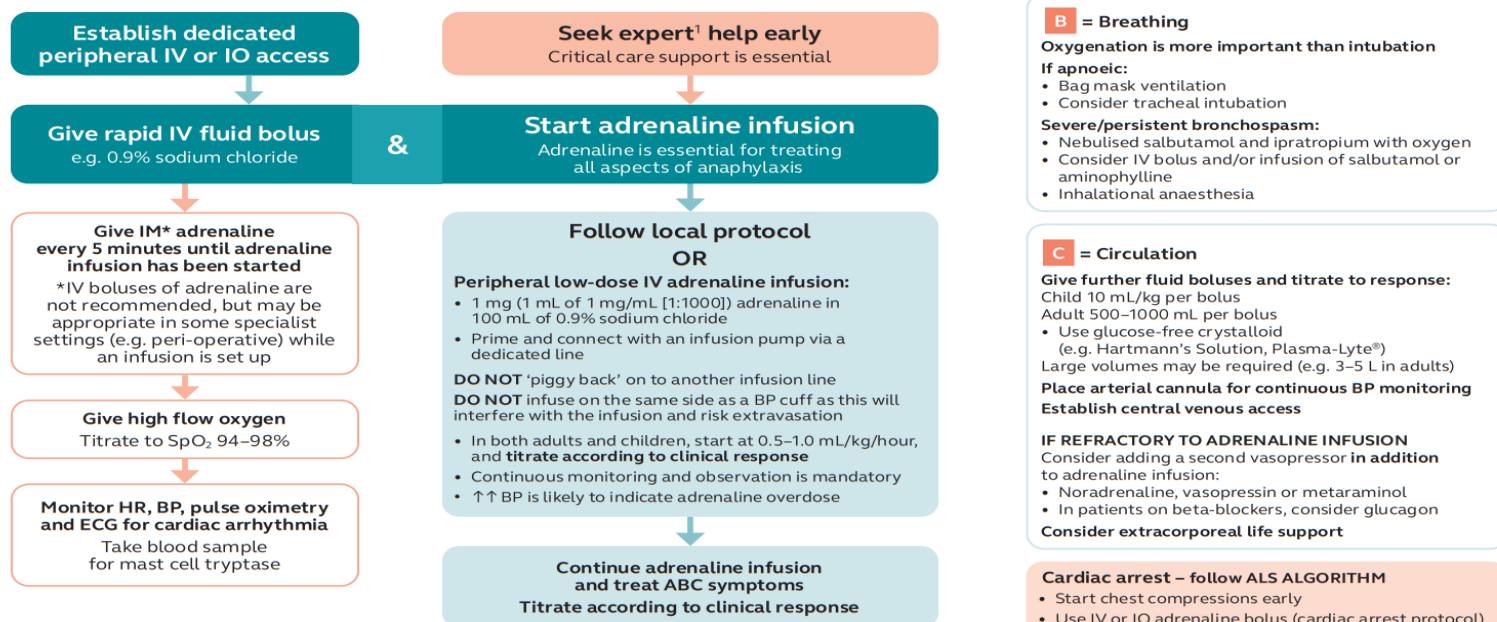 Establish dedicated
peripheral IV or IO access
Seek expert¹ help early
Critical care support is essential
Give rapid IV fluid bolus
e.g. 0.9% sodium chloride
&
Start adrenaline infusion
Adrenaline is essential for treating
all aspects of anaphylaxis
Give IM* adrenaline
every 5 minutes until adrenaline
infusion has been started
*IV boluses of adrenaline are
not recommended, but may be
appropriate in some specialist
settings (e.g. peri-operative) while
an infusion is set up
Give high flow oxygen
Titrate to SpO₂ 94–98%
Monitor HR, BP, pulse oximetry
and ECG for cardiac arrhythmia
Take blood sample
for mast cell tryptase
Follow local protocol
OR
Peripheral low-dose IV adrenaline infusion:
• 1 mg (1 mL of 1 mg/mL [1:1000]) adrenaline in
100 mL of 0.9% sodium chloride
• Prime and connect with an infusion pump via a
dedicated line
DO NOT ‘piggy back’ on to another infusion line
DO NOT infuse on the same side as a BP cuff as this will
interfere with the infusion and risk extravasation
• In both adults and children, start at 0.5–1.0 mL/kg/hour,
and titrate according to clinical response
• Continuous monitoring and observation is mandatory
• ↑↑ BP is likely to indicate adrenaline overdose
Continue adrenaline infusion
and treat ABC symptoms
Titrate according to clinical response
B = Breathing
Oxygenation is more important than intubation
If apnoeic:
• Bag mask ventilation
• Consider tracheal intubation
Severe/persistent bronchospasm:
• Nebulised salbutamol and ipratropium with oxygen
• Consider IV bolus and/or infusion of salbutamol or
aminophylline
• Inhalational anaesthesia
C = Circulation
Give further fluid boluses and titrate to response:
Child 10 mL/kg per bolus
Adult 500–1000 mL per bolus
• Use glucose-free crystalloid
(e.g. Hartmann’s Solution, Plasma-Lyte®)
Large volumes may be required (e.g. 3–5 L in adults)
Place arterial cannula for continuous BP monitoring
Establish central venous access
IF REFRACTORY TO ADRENALINE INFUSION
Consider adding a second vasopressor in addition
to adrenaline infusion:
• Noradrenaline, vasopressin or metaraminol
• In patients on beta-blockers, consider glucagon
Consider extracorporeal life support
Cardiac arrest – follow ALS ALGORITHM
• Start chest compressions early
• Use IV or IO adrenaline bolus (cardiac arrest protocol)